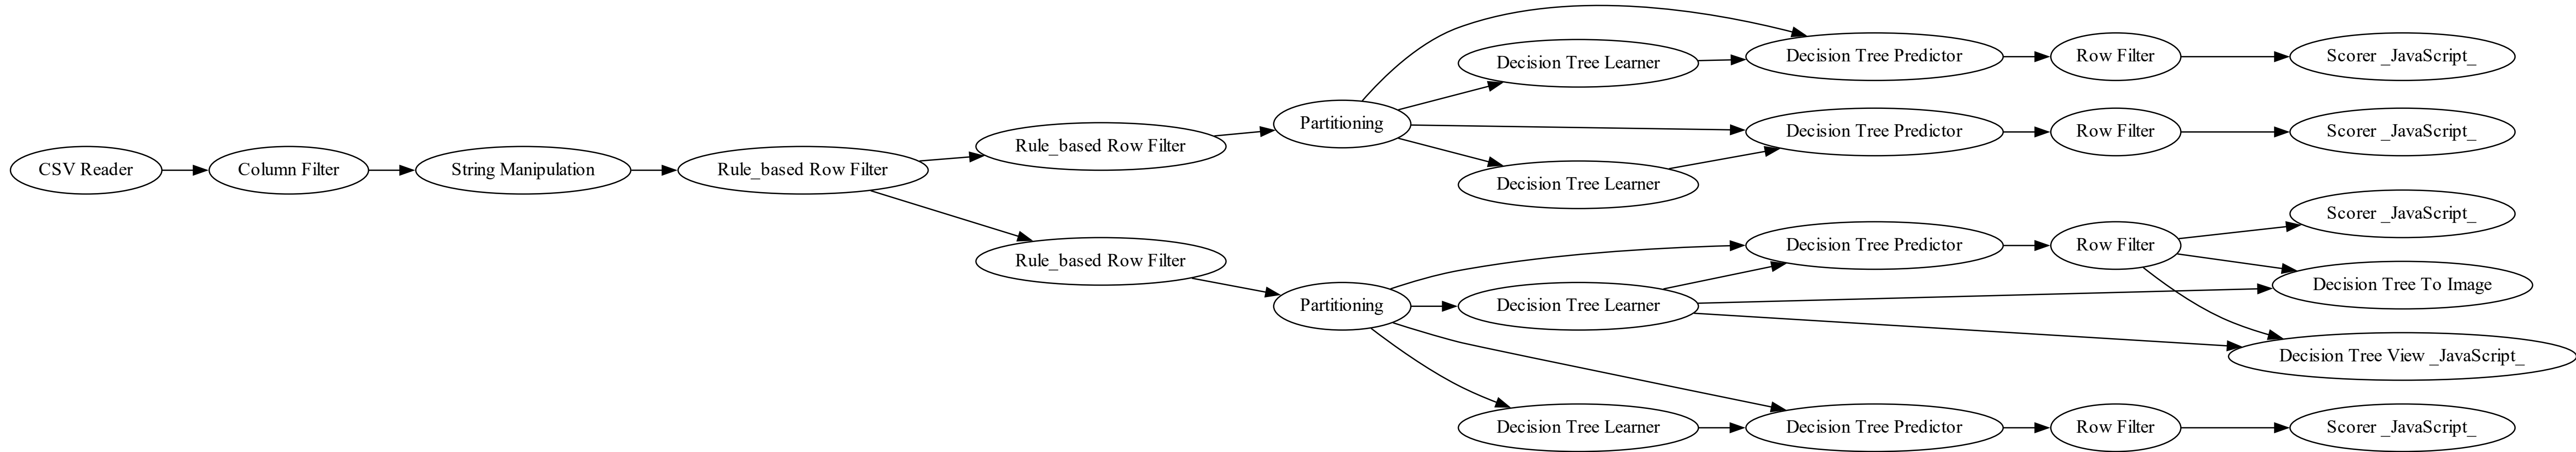 CSV Reader
Column Filter
String Manipulation
Rule_based Row Filter
Rule_based Row Filter
Partitioning
Decision Tree Learner
Decision Tree Predictor
Row Filter
Scorer _JavaScript_
Decision Tree Predictor
Row Filter
Scorer _JavaScript_
Decision Tree Learner
Rule_based Row Filter
Partitioning
Decision Tree Predictor
Row Filter
Scorer _JavaScript_
Decision Tree Learner
Decision Tree To Image
Decision Tree View _JavaScript_
Decision Tree Learner
Decision Tree Predictor
Row Filter
Scorer _JavaScript_